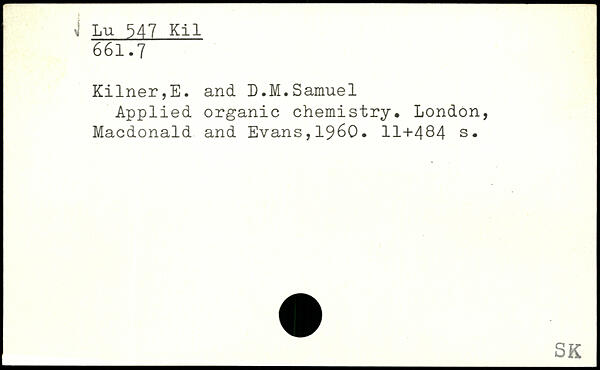 Lu 547 Kil
661.7
Kilner,E. and D.M.Samuel
Applied organic chemistry. London,
Macdonald and Evans,1960. 11+484 s.
SK